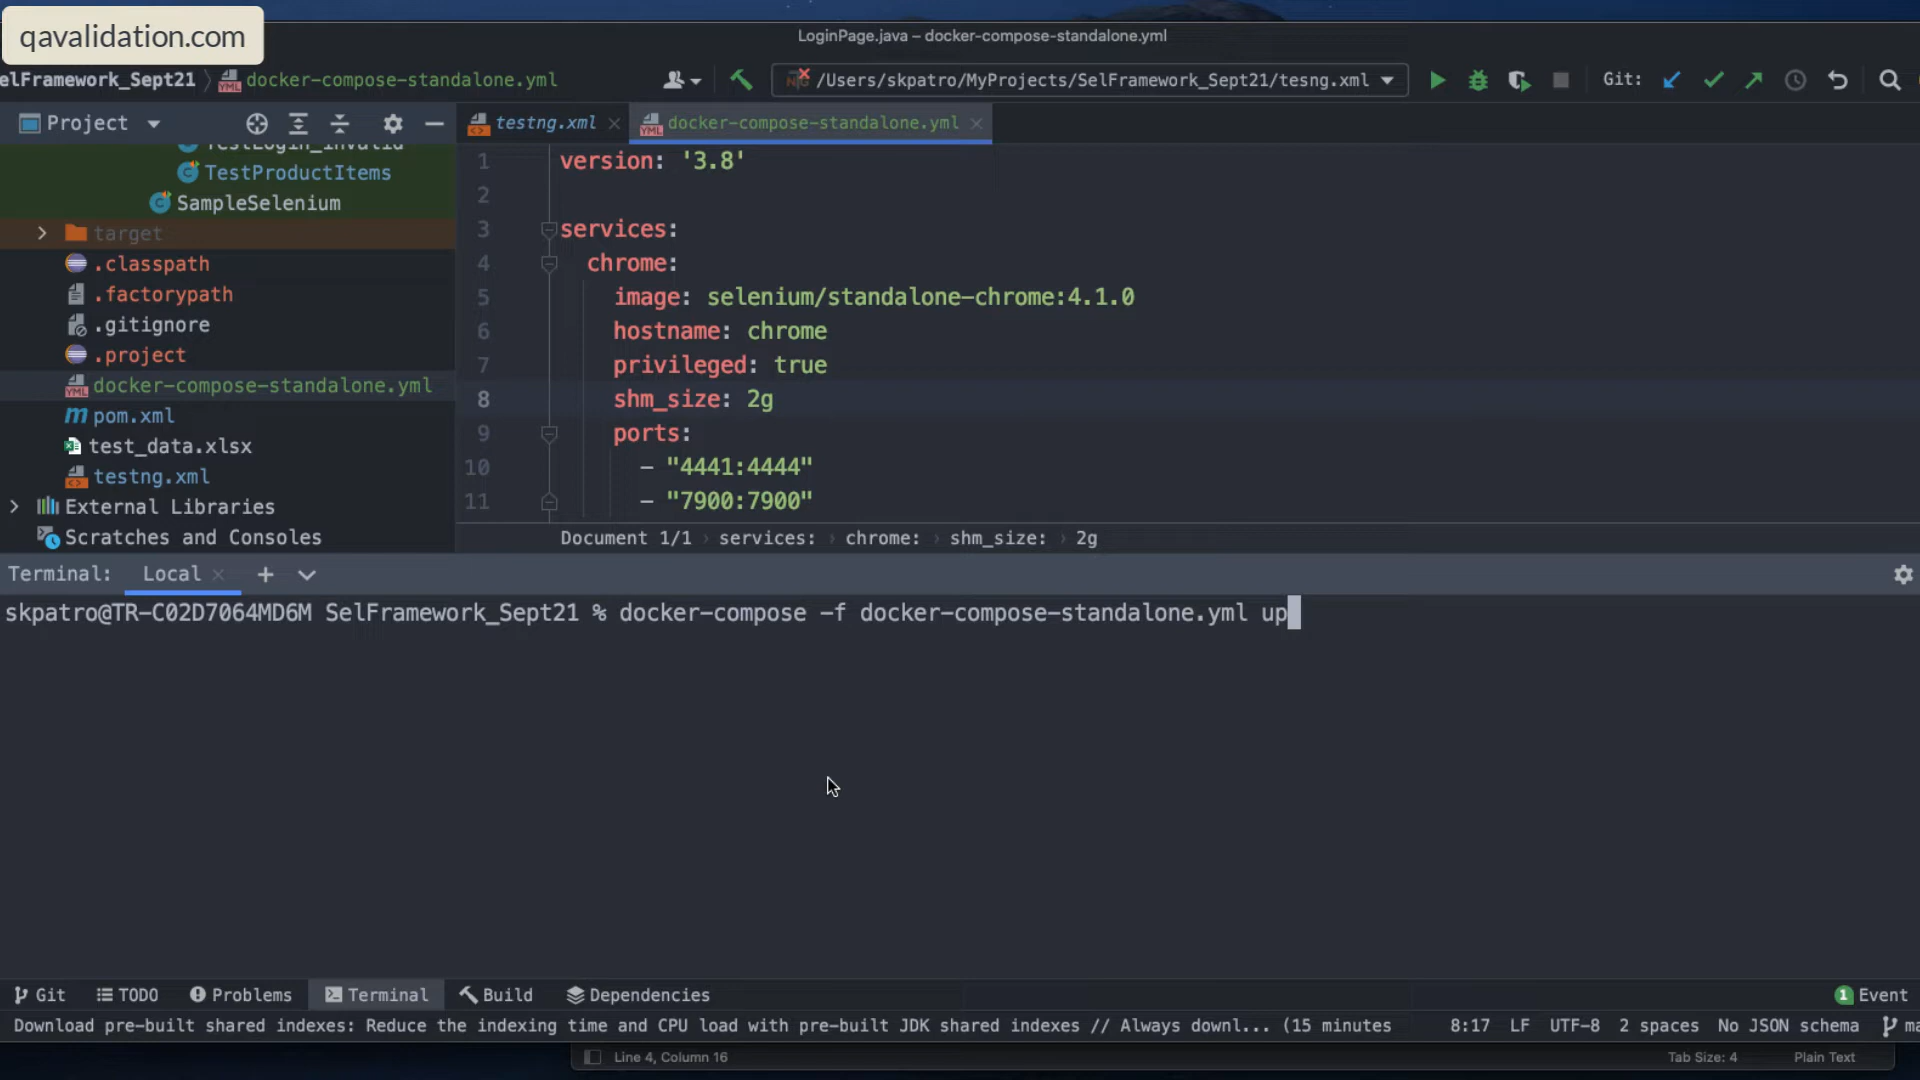 qavalidation.com
LoginPage.java – docker-compose-standalone.yml
elFramework_Sept21 〉 docker-compose-standalone.yml
/Users/skpatro/MyProjects/SelFramework_Sept21/tesng.xml
Git:
Project
testng.xml
docker-compose-standalone.yml
TestLogin_Invalid
TestProductItems
SampleSelenium
target
.classpath
.factorypath
.gitignore
.project
docker-compose-standalone.yml
pom.xml
test_data.xlsx
testng.xml
External Libraries
Scratches and Consoles
1 version: '3.8'
2
3 services:
4 chrome:
5 image: selenium/standalone-chrome:4.1.0
6 hostname: chrome
7 privileged: true
8 shm_size: 2g
9 ports:
10 - "4441:4444"
11 - "7900:7900"
Document 1/1 › services: › chrome: › shm_size: › 2g
Terminal: Local
skpatro@TR-C02D7064MD6M SelFramework_Sept21 % docker-compose -f docker-compose-standalone.yml up
Git TODO Problems Terminal Build Dependencies 1 Event
Download pre-built shared indexes: Reduce the indexing time and CPU load with pre-built JDK shared indexes // Always downl... (15 minutes 8:17 LF UTF-8 2 spaces No JSON schema ma
Line 4, Column 16 Tab Size: 4 Plain Text